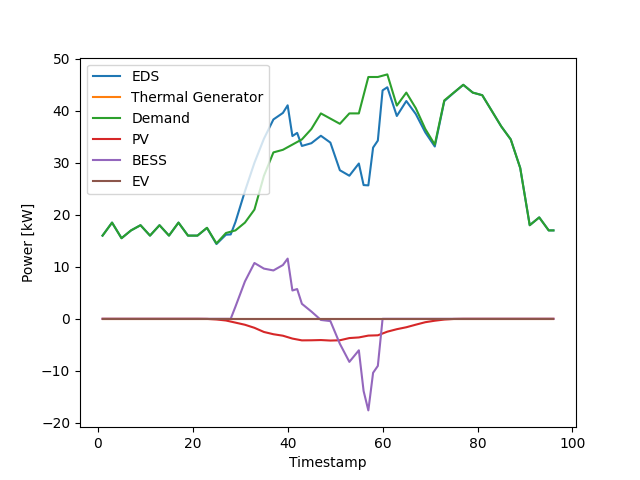 50
40
30
20
10
0
−10
−20
Power [kW]
EDS
Thermal Generator
Demand
PV
BESS
EV
0 20 40 60 80 100
Timestamp